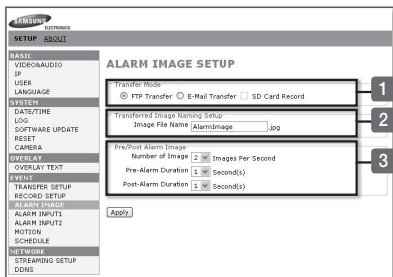 SAMSUNG
ELECTRONICS
SETUP ABOUT
BASIC
VIDEO&AUDIO
IP
USER
LANGUAGE
SYSTEM
DATE/TIME
LOG
SOFTWARE UPDATE
RESET
CAMERA
OVERLAY
OVERLAY TEXT
EVENT
TRANSFER SETUP
RECORD SETUP
ALARM IMAGE
ALARM INPUT1
ALARM INPUT2
MOTION
SCHEDULE
NETWORK
STREAMING SETUP
DDNS
ALARM IMAGE SETUP
Transfer Mode
FTP Transfer E-Mail Transfer SD Card Record
1
Transferred Image Naming Setup
Image File Name AlarmImage .jpg
2
Pre/Post Alarm Image
Number of Image 2 Images Per Second
Pre-Alarm Duration 1 Second(s)
Post-Alarm Duration 1 Second(s)
3
Apply